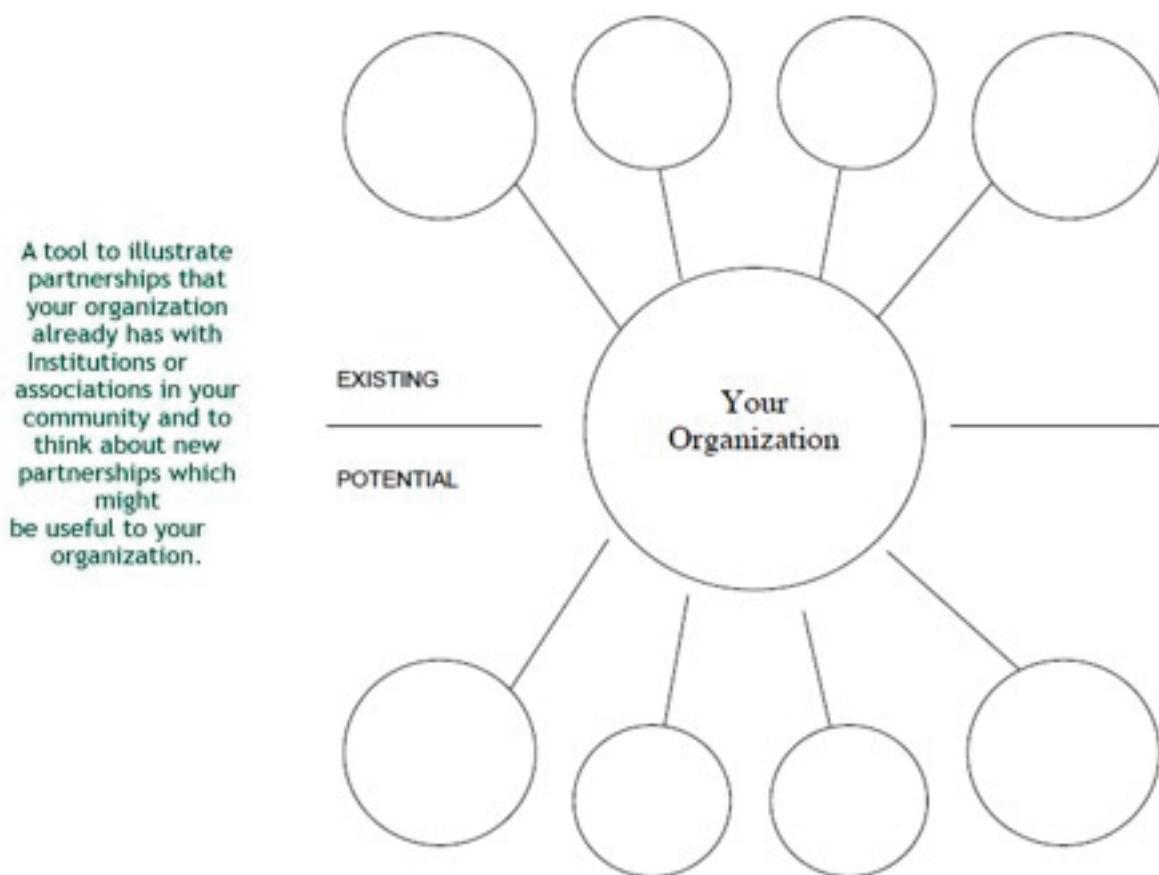 A tool to illustrate
partnerships that
your organization
already has with
Institutions or
associations in your
community and to
think about new
partnerships which
might
be useful to your
organization.
EXISTING
POTENTIAL
Your
Organization